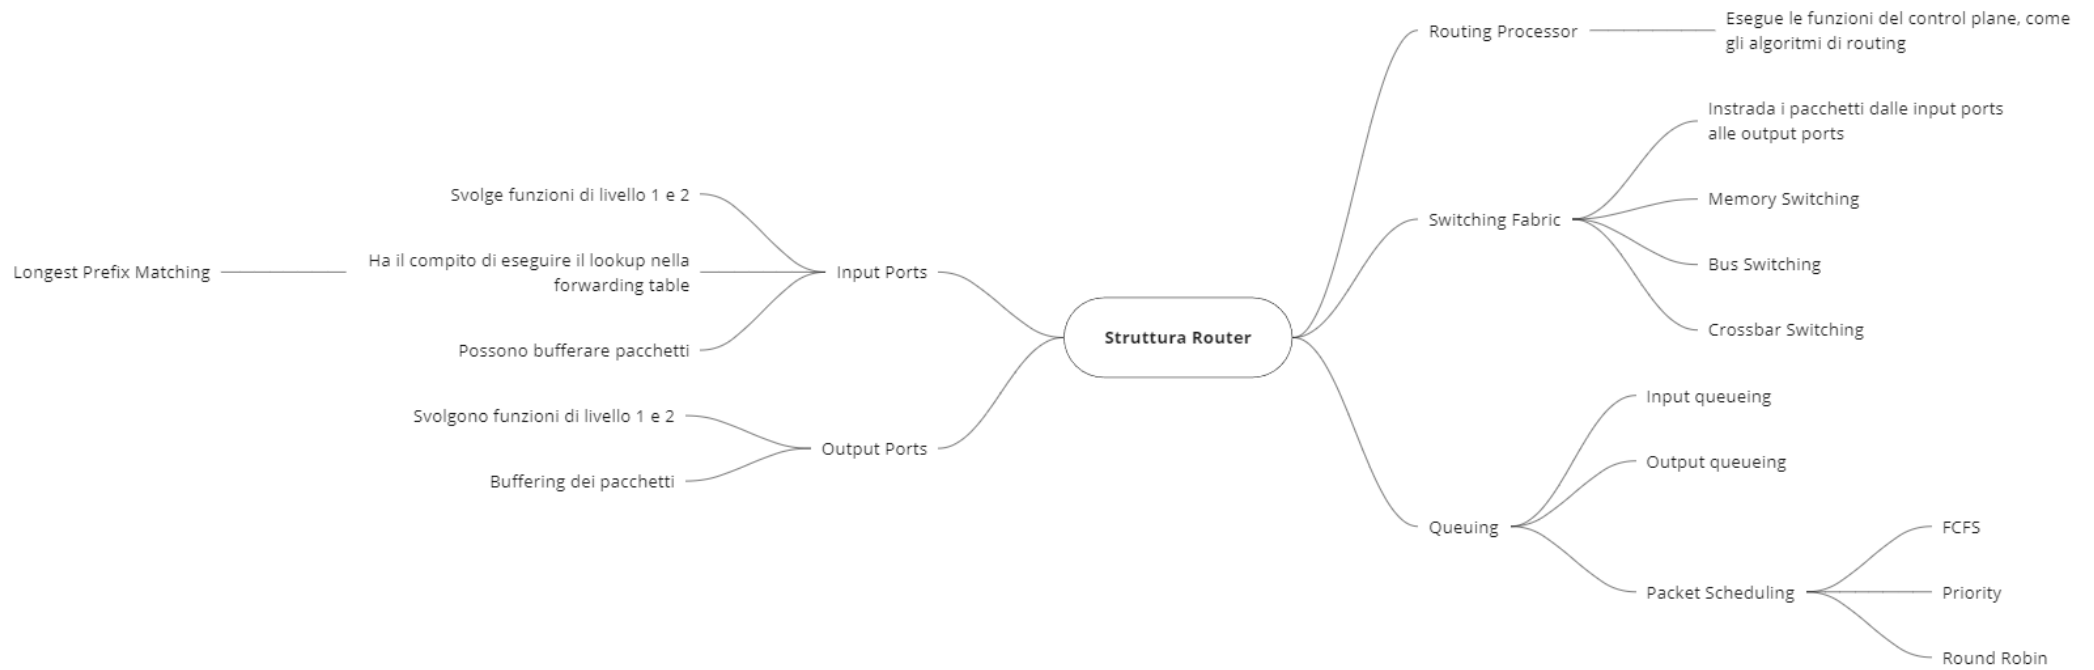 Struttura Router
Routing Processor
Esegue le funzioni del control plane, come
gli algoritmi di routing
Switching Fabric
Instrada i pacchetti dalle input ports
alle output ports
Memory Switching
Bus Switching
Crossbar Switching
Queuing
Input queueing
Output queueing
Packet Scheduling
FCFS
Priority
Round Robin
Input Ports
Svolge funzioni di livello 1 e 2
Ha il compito di eseguire il lookup nella
forwarding table
Longest Prefix Matching
Possono bufferare pacchetti
Output Ports
Svolgono funzioni di livello 1 e 2
Buffering dei pacchetti